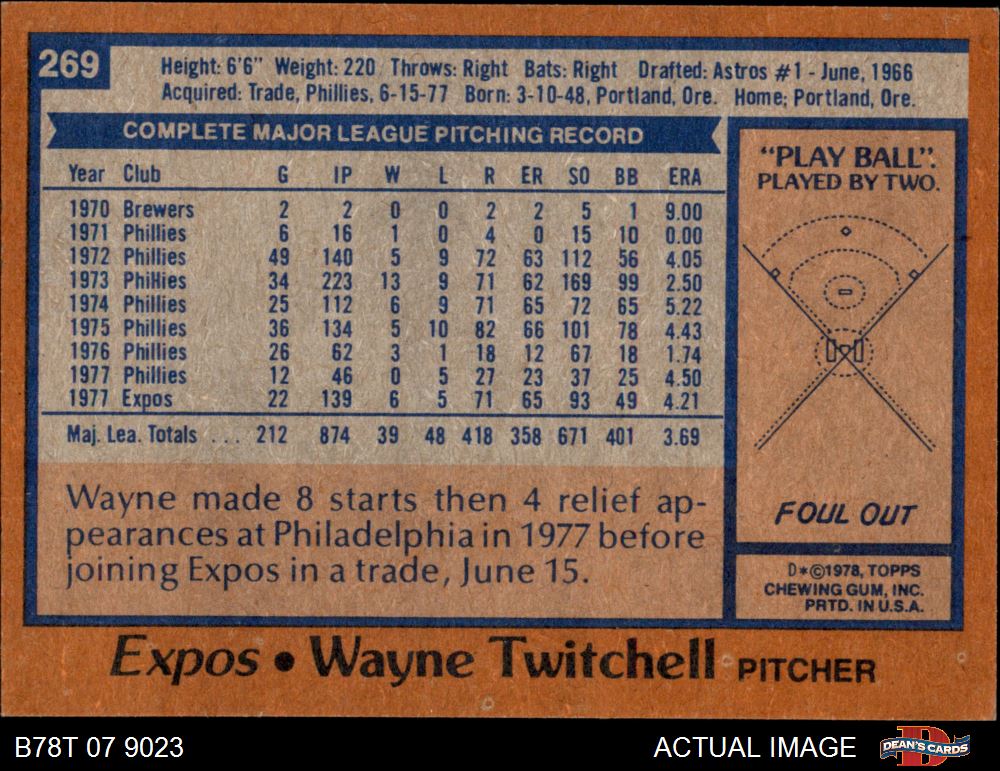 269
Height: 6'6" Weight: 220 Throws: Right Bats: Right Drafted: Astros #1 - June, 1966
Acquired: Trade, Phillies, 6-15-77 Born: 3-10-48, Portland, Ore. Home: Portland, Ore.
COMPLETE MAJOR LEAGUE PITCHING RECORD
Year Club G IP W L R ER SO BB ERA
1970 Brewers 2 2 0 0 2 2 5 1 9.00
1971 Phillies 6 16 1 0 4 0 15 10 0.00
1972 Phillies 49 140 5 9 72 63 112 56 4.05
1973 Phillies 34 223 13 9 71 62 169 99 2.50
1974 Phillies 25 112 6 9 71 65 72 65 5.22
1975 Phillies 36 134 5 10 82 66 101 78 4.43
1976 Phillies 26 62 3 1 18 12 67 18 1.74
1977 Phillies 12 46 0 5 27 23 37 25 4.50
1977 Expos 22 139 6 5 71 65 93 49 4.21
Maj. Lea. Totals ... 212 874 39 48 418 358 671 401 3.69
Wayne made 8 starts then 4 relief ap-
pearances at Philadelphia in 1977 before
joining Expos in a trade, June 15.
"PLAY BALL".
PLAYED BY TWO.
FOUL OUT
D*©1978, TOPPS
CHEWING GUM, INC.
PRTD. IN U.S.A.
Expos • Wayne Twitchell PITCHER
B78T 07 9023
ACTUAL IMAGE
DEAN'S CARDS